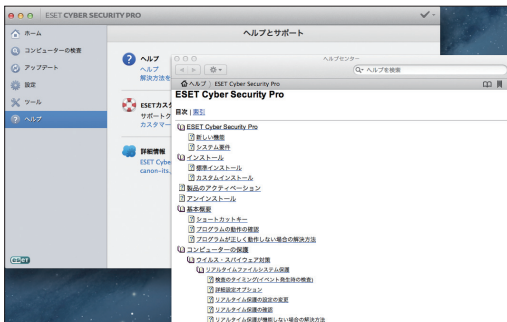 ESET CYBER SECURITY PRO
ホーム
コンピューターの検査
アップデート
設定
ツール
ヘルプ
eset
ヘルプとサポート
ヘルプ
ヘルプ
解決方法を
ESETカス
サポートク
カスタマー
詳細情報
ESET Cybe
canon-its.
ヘルプセンター
ヘルプを検索
ヘルプ ESET Cyber Security Pro
ESET Cyber Security Pro
目次 | 索引
ESET Cyber Security Pro
新しい機能
システム要件
インストール
標準インストール
カスタムインストール
製品のアクティベーション
アンインストール
基本概要
ショートカットキー
プログラムの動作の確認
プログラムが正しく動作しない場合の解決方法
コンピューターの保護
ウイルス・スパイウェア対策
リアルタイムファイルシステム保護
検査のタイミング(イベント発生時の検査)
詳細設定オプション
リアルタイム保護の設定の変更
リアルタイム保護の確認
リアルタイム保護が機能しない場合の解決方法